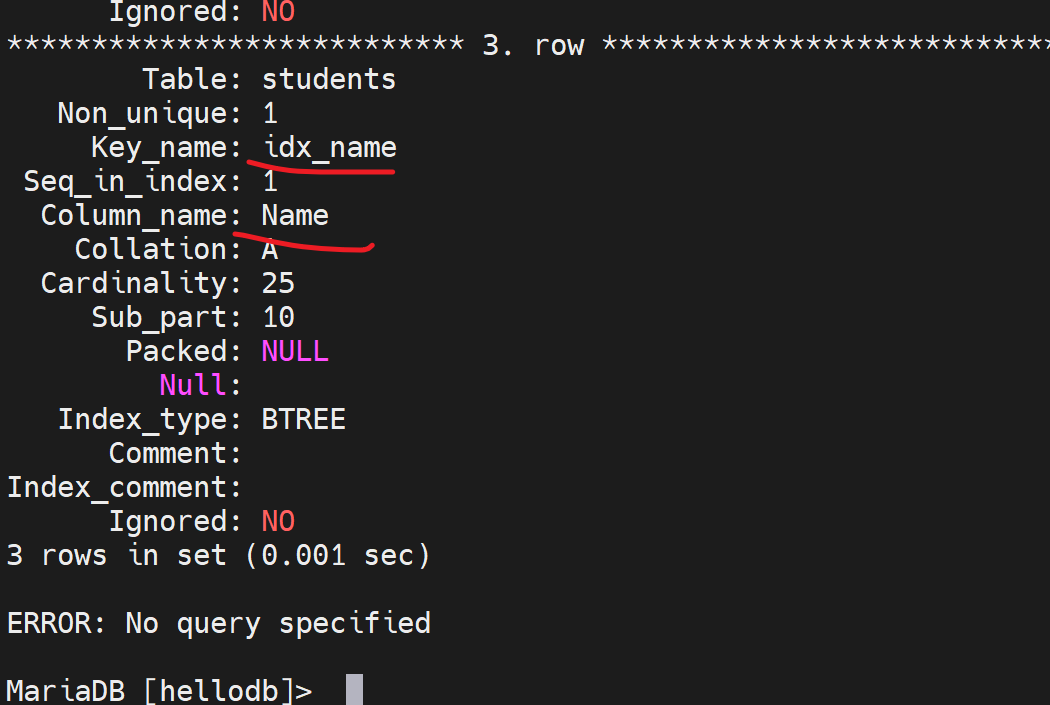 Ignored: NO
*************************** 3. row ***************************
Table: students
Non_unique: 1
Key_name: idx_name
Seq_in_index: 1
Column_name: Name
Collation: A
Cardinality: 25
Sub_part: 10
Packed: NULL
Null:
Index_type: BTREE
Comment:
Index_comment:
Ignored: NO
3 rows in set (0.001 sec)
ERROR: No query specified
MariaDB [hellodb]>